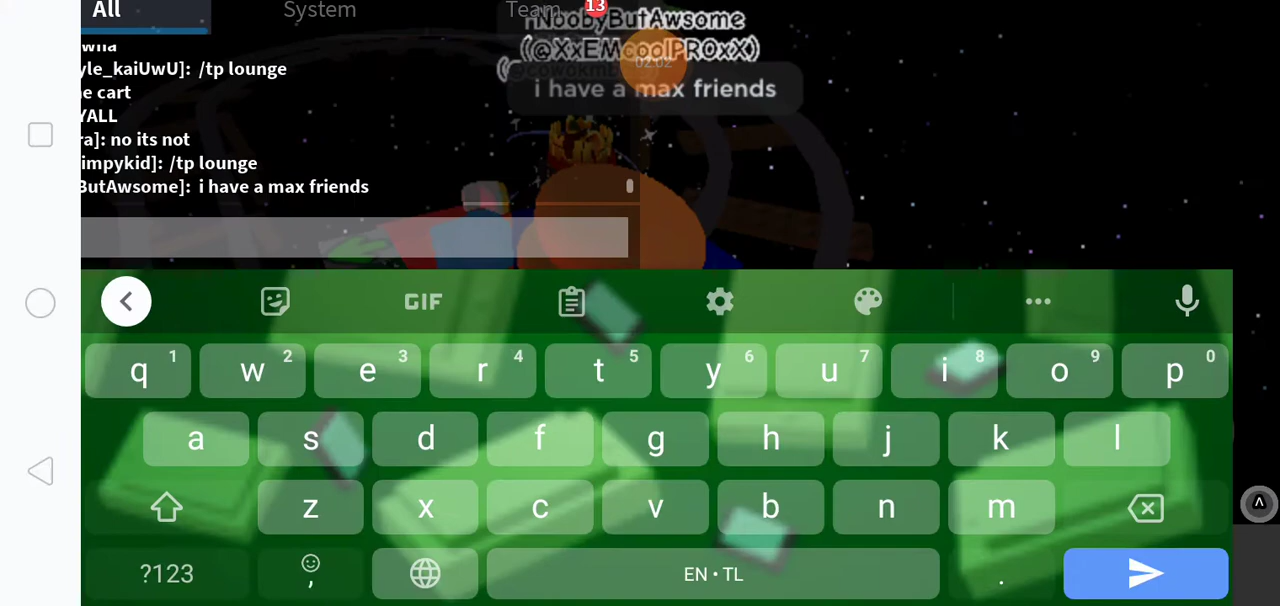 All System Team 13
NoobyButAwsome
(@XxEMcoolPROxX)
02:02
i have a max friends
wha
yle_kaiUwU]: /tp lounge
e cart
YALL
ra]: no its not
impykid]: /tp lounge
ButAwsome]: i have a max friends
GIF
q 1 w 2 e 3 r 4 t 5 y 6 u 7 i 8 o 9 p 0
a s d f g h j k l
z x c v b n m
?123 , EN • TL .